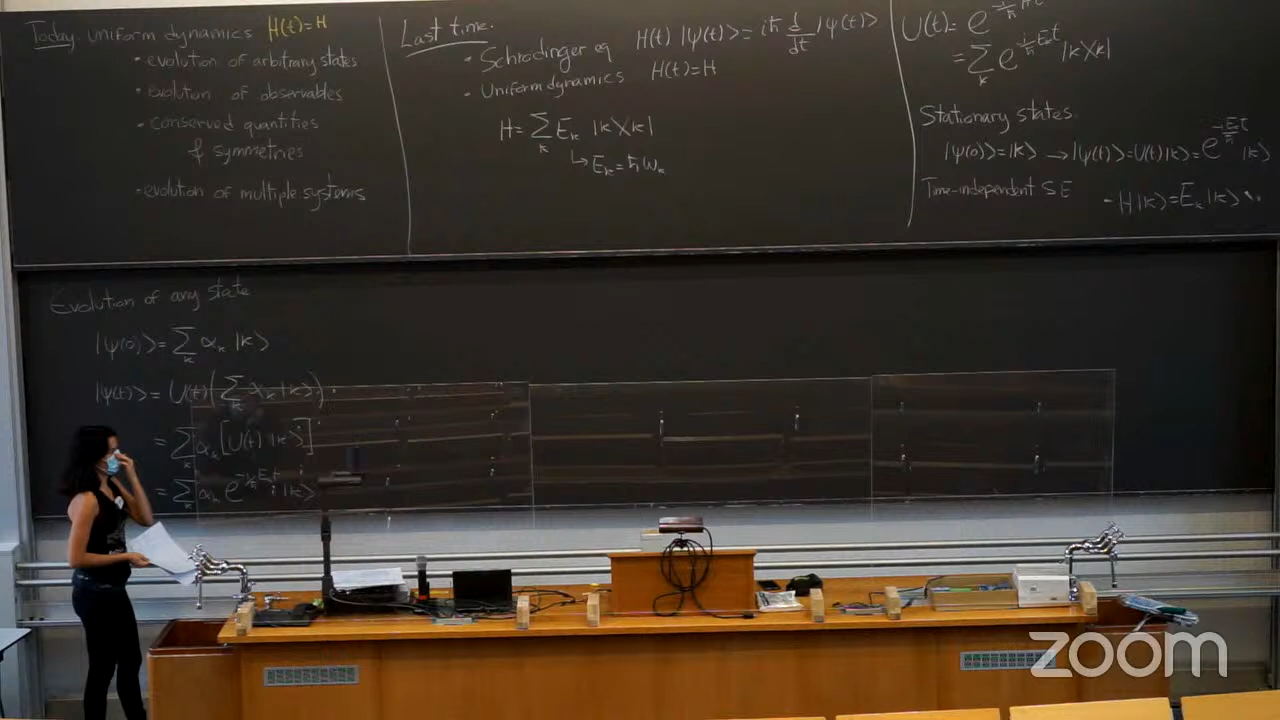 Today: uniform dynamics H(t)=H
• evolution of arbitrary states
• evolution of observables
• conserved quantities
& symmetries
• evolution of multiple systems
Last time:
• Schrödinger eq H(t) |ψ(t)> = iħ d/dt |ψ(t)>
• Uniform dynamics H(t)=H
H = Σ_k E_k |k><k|
↳ E_k = ħ ω_k
U(t) = e^{-i/ħ Ht}
= Σ_k e^{-i/ħ E_k t} |k><k|
Stationary states
|ψ(0)> = |k> → |ψ(t)> = U(t)|k> = e^{-iE_k t/ħ} |k>
Time-independent SE
H|k> = E_k|k>
Evolution of any state
|ψ(0)> = Σ_k α_k |k>
|ψ(t)> = U(t) (Σ_k α_k |k>)
= Σ_k α_k [U(t) |k>]
= Σ_k α_k e^{-i/ħ E_k t} |k>
zoom